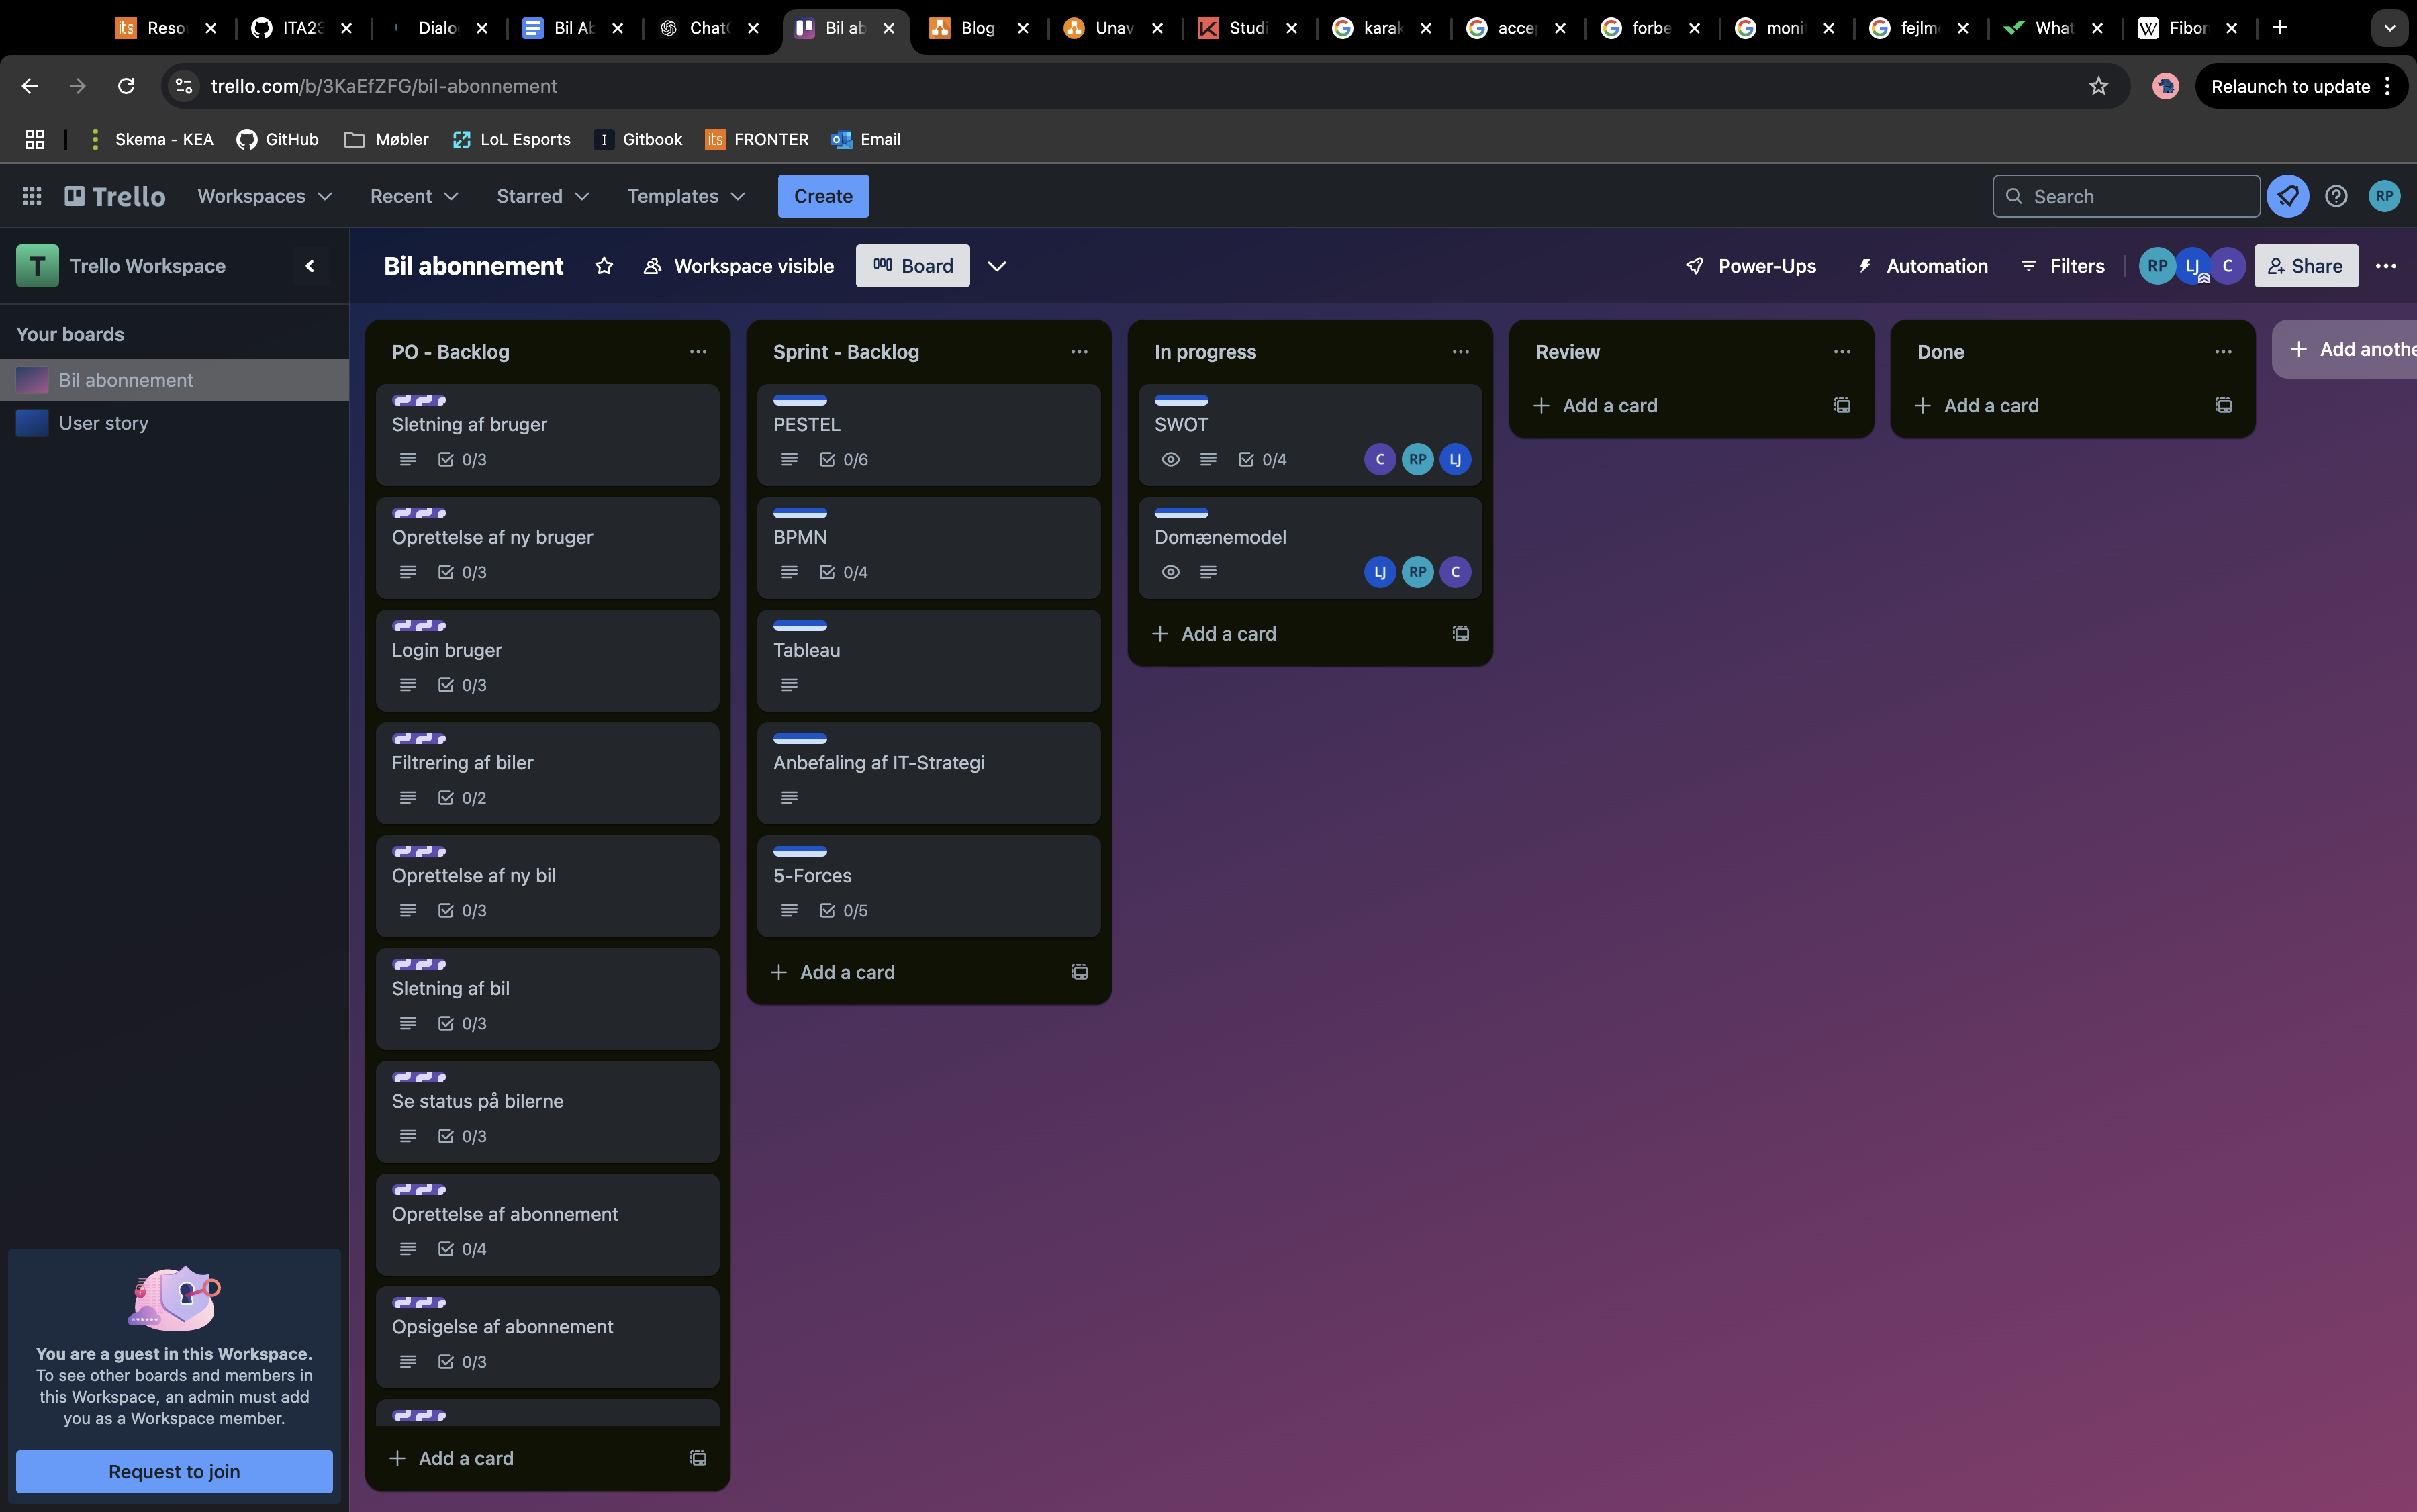 its Reso
ITA23
Dialo
Bil Ab
Chat
Bil ab
Blog
Unav
Studi
karak
acce
forbe
moni
fejlm
What
W Fibor
trello.com/b/3KaEfZFG/bil-abonnement
Relaunch to update
Skema - KEA
GitHub
Møbler
LoL Esports
I Gitbook
its FRONTER
Email
Trello
Workspaces
Recent
Starred
Templates
Create
Search
RP
T Trello Workspace
Bil abonnement
Workspace visible
Board
Power-Ups
Automation
Filters
RP LJ C
Share
Your boards
Bil abonnement
User story
You are a guest in this Workspace.
To see other boards and members in
this Workspace, an admin must add
you as a Workspace member.
Request to join
PO - Backlog
Sletning af bruger
0/3
Oprettelse af ny bruger
0/3
Login bruger
0/3
Filtrering af biler
0/2
Oprettelse af ny bil
0/3
Sletning af bil
0/3
Se status på bilerne
0/3
Oprettelse af abonnement
0/4
Opsigelse af abonnement
0/3
+ Add a card
Sprint - Backlog
PESTEL
0/6
BPMN
0/4
Tableau
Anbefaling af IT-Strategi
5-Forces
0/5
+ Add a card
In progress
SWOT
0/4 C RP LJ
Domænemodel
LJ RP C
+ Add a card
Review
+ Add a card
Done
+ Add a card
+ Add anothe